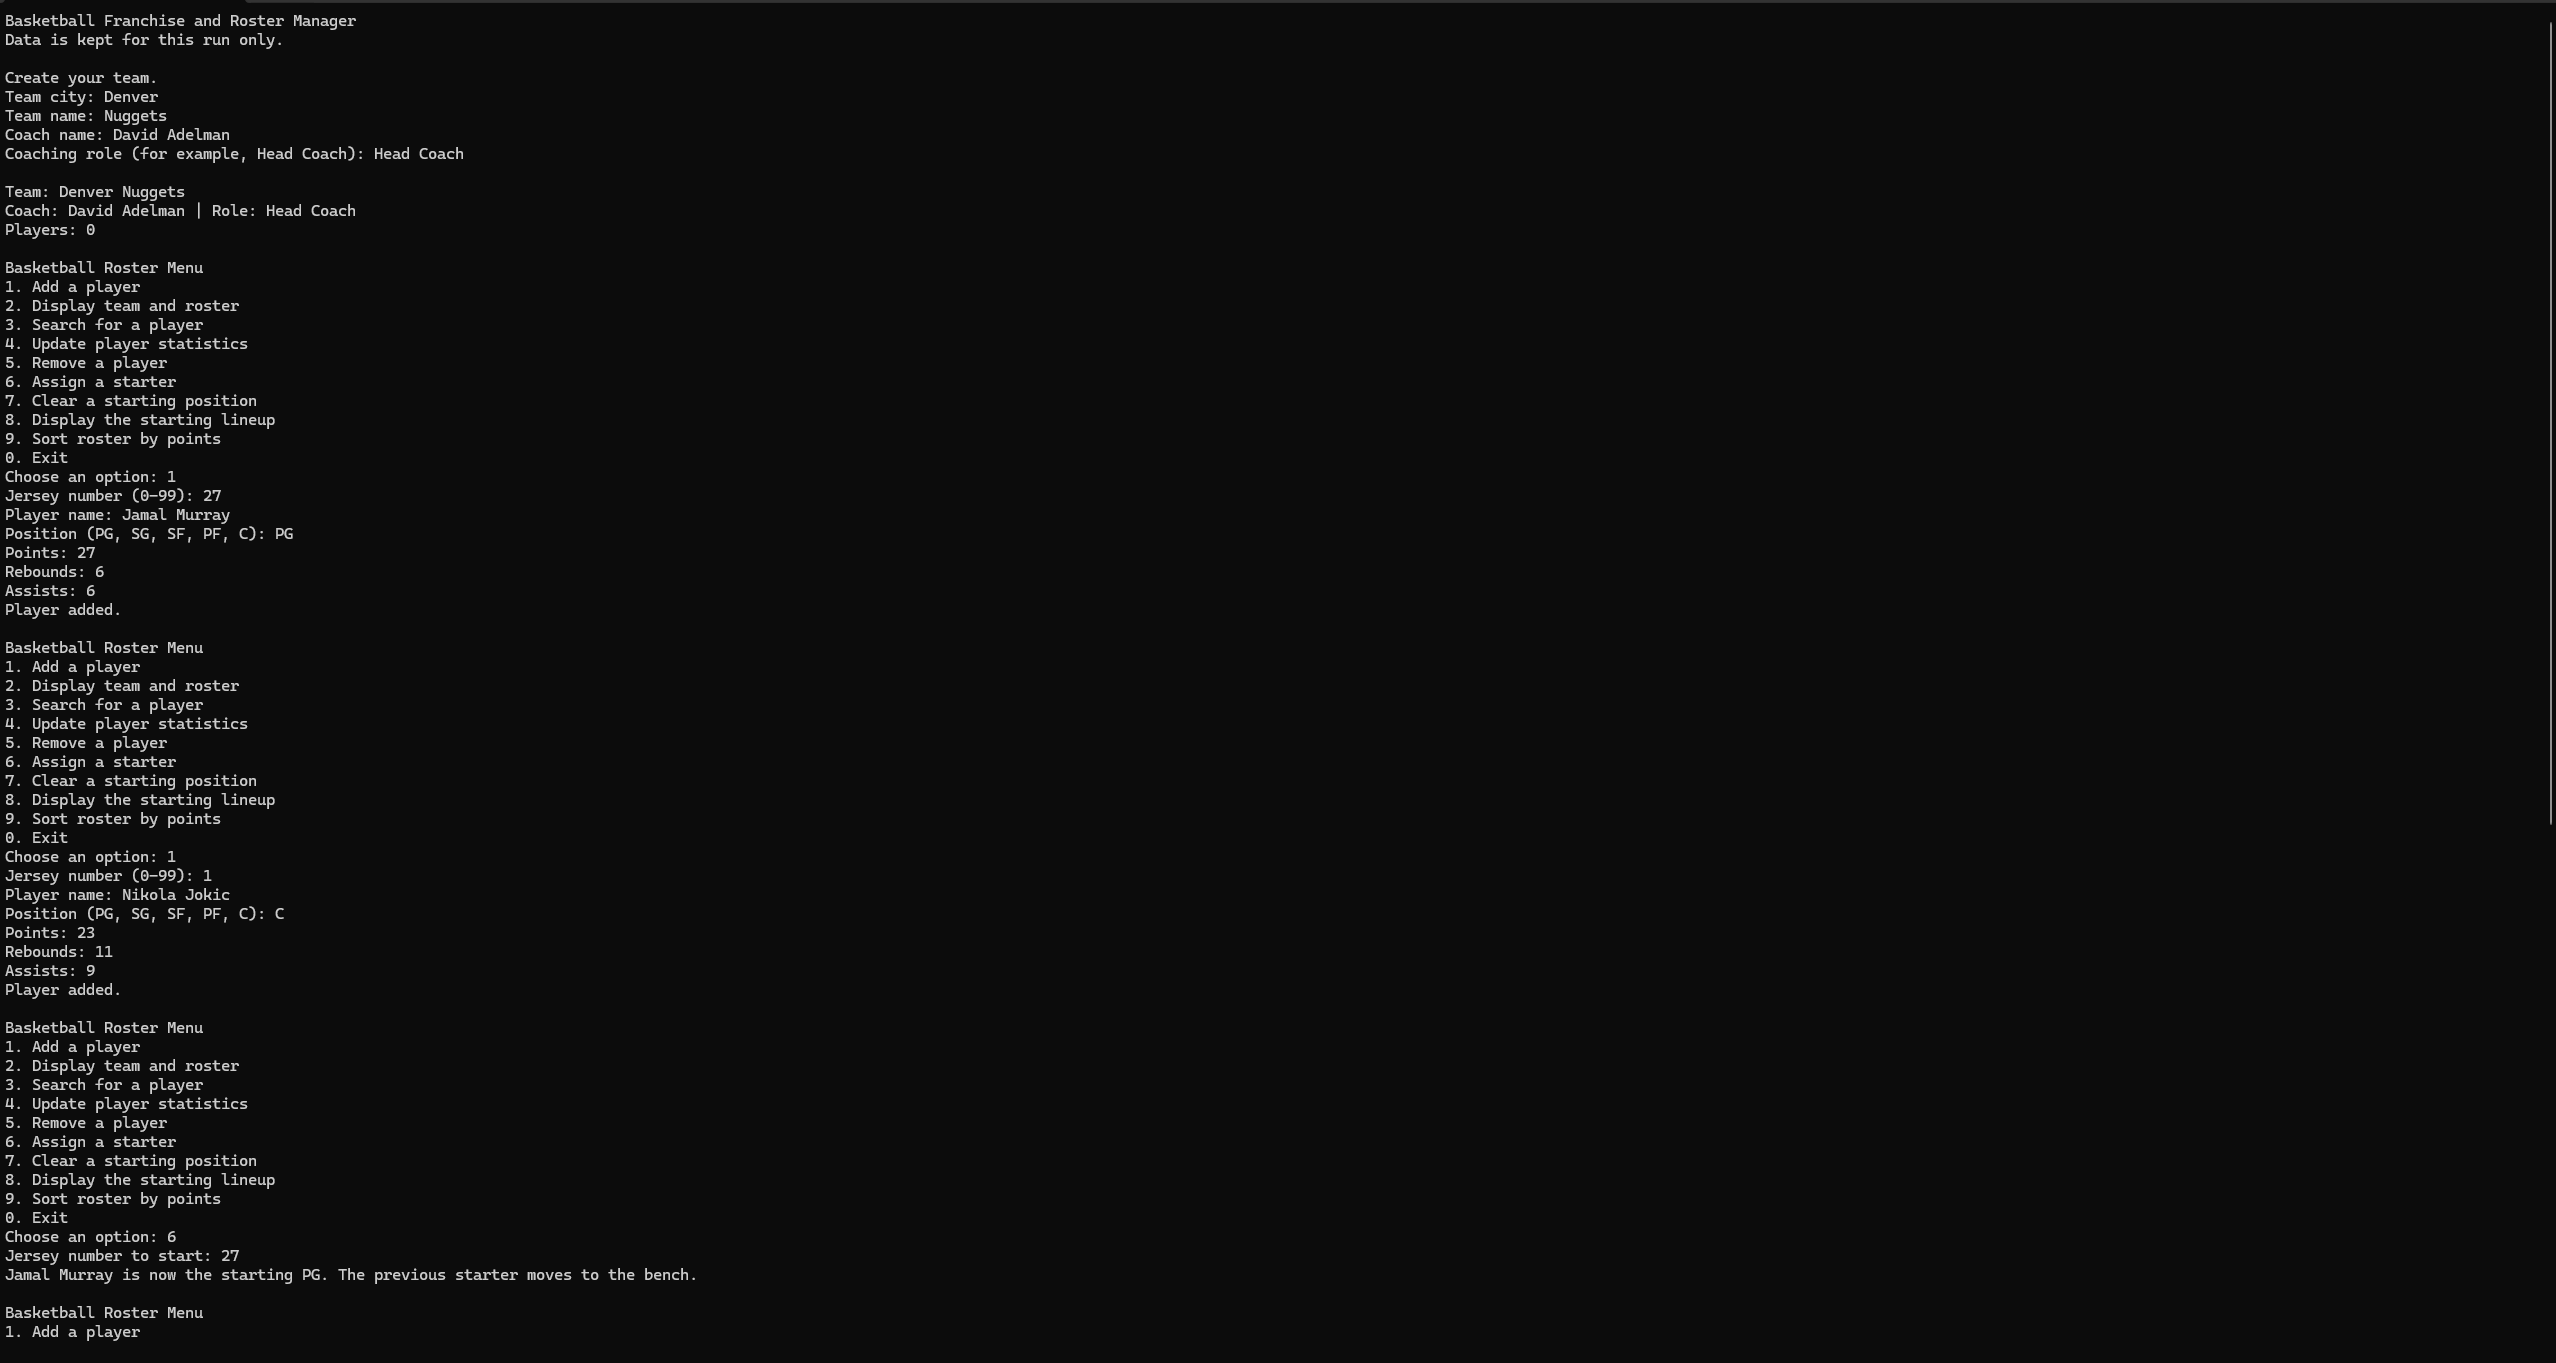 Basketball Franchise and Roster Manager
Data is kept for this run only.
Create your team.
Team city: Denver
Team name: Nuggets
Coach name: David Adelman
Coaching role (for example, Head Coach): Head Coach
Team: Denver Nuggets
Coach: David Adelman | Role: Head Coach
Players: 0
Basketball Roster Menu
1. Add a player
2. Display team and roster
3. Search for a player
4. Update player statistics
5. Remove a player
6. Assign a starter
7. Clear a starting position
8. Display the starting lineup
9. Sort roster by points
0. Exit
Choose an option: 1
Jersey number (0-99): 27
Player name: Jamal Murray
Position (PG, SG, SF, PF, C): PG
Points: 27
Rebounds: 6
Assists: 6
Player added.
Basketball Roster Menu
1. Add a player
2. Display team and roster
3. Search for a player
4. Update player statistics
5. Remove a player
6. Assign a starter
7. Clear a starting position
8. Display the starting lineup
9. Sort roster by points
0. Exit
Choose an option: 1
Jersey number (0-99): 1
Player name: Nikola Jokic
Position (PG, SG, SF, PF, C): C
Points: 23
Rebounds: 11
Assists: 9
Player added.
Basketball Roster Menu
1. Add a player
2. Display team and roster
3. Search for a player
4. Update player statistics
5. Remove a player
6. Assign a starter
7. Clear a starting position
8. Display the starting lineup
9. Sort roster by points
0. Exit
Choose an option: 6
Jersey number to start: 27
Jamal Murray is now the starting PG. The previous starter moves to the bench.
Basketball Roster Menu
1. Add a player